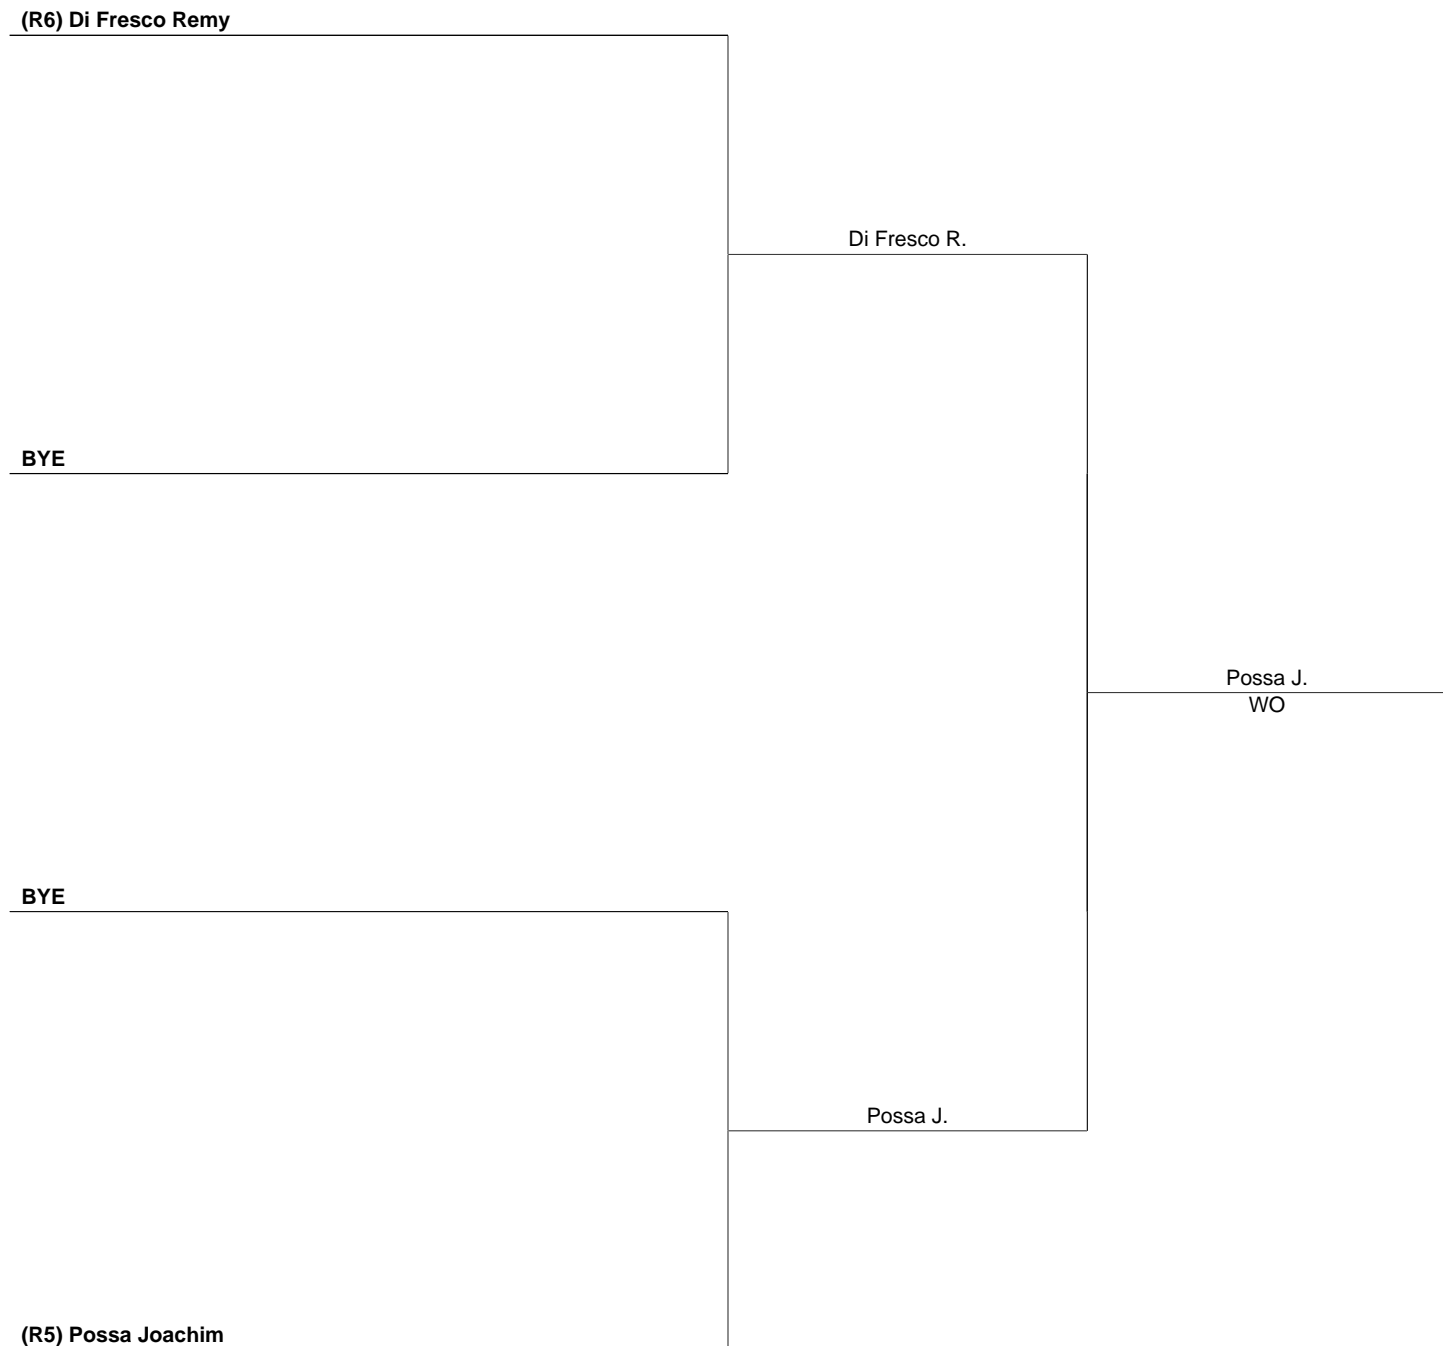 (R6) Di Fresco Remy
Di Fresco R.
BYE
Possa J.
WO
BYE
Possa J.
(R5) Possa Joachim